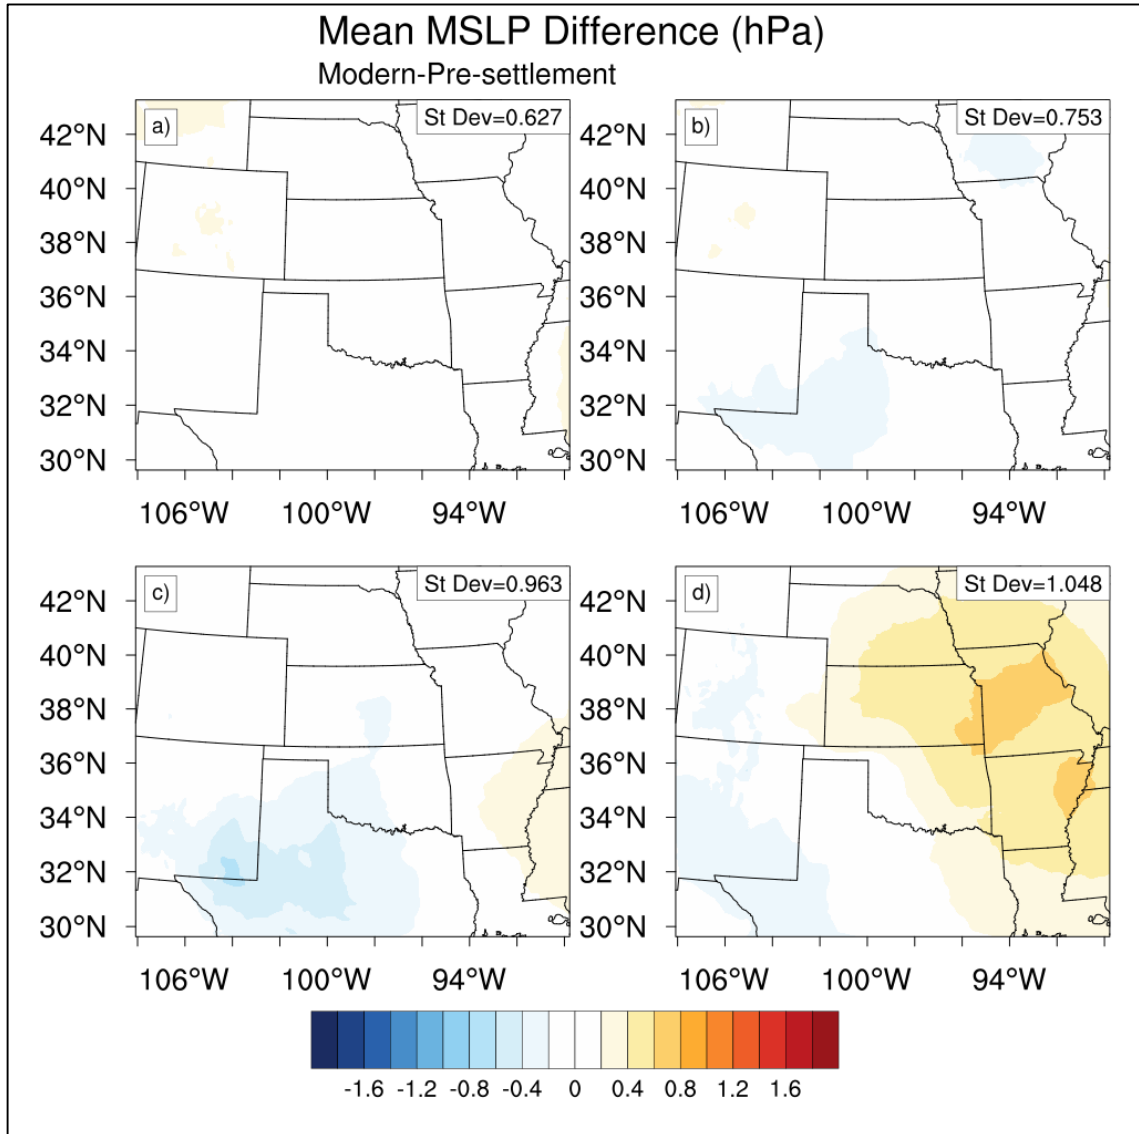 Mean MSLP Difference (hPa)
Modern-Pre-settlement
a)
St Dev=0.627
42°N
40°N
38°N
36°N
34°N
32°N
30°N
106°W 100°W 94°W
b)
St Dev=0.753
42°N
40°N
38°N
36°N
34°N
32°N
30°N
106°W 100°W 94°W
c)
St Dev=0.963
42°N
40°N
38°N
36°N
34°N
32°N
30°N
106°W 100°W 94°W
d)
St Dev=1.048
42°N
40°N
38°N
36°N
34°N
32°N
30°N
106°W 100°W 94°W
-1.6 -1.2 -0.8 -0.4 0 0.4 0.8 1.2 1.6